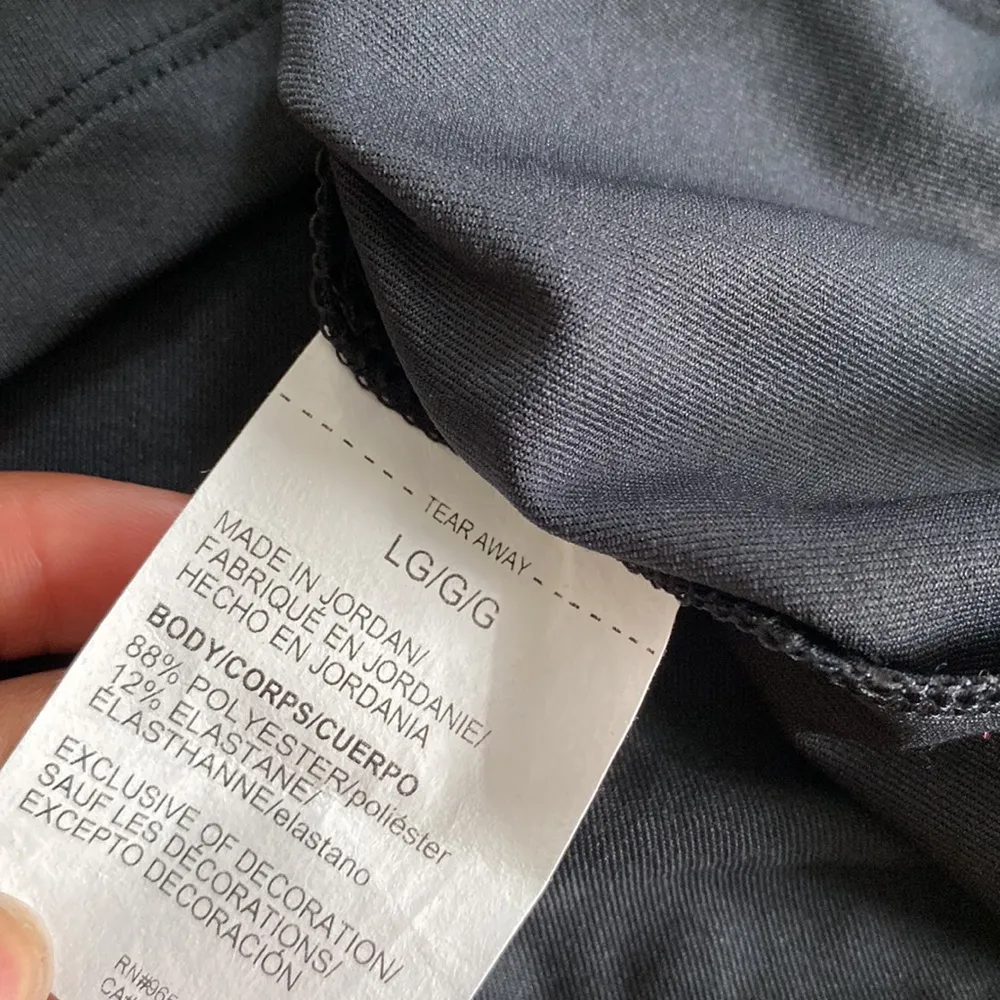 TEAR AWAY
LG/G/G
MADE IN JORDAN/
FABRIQUÉ EN JORDANIE/
HECHO EN JORDANIA
BODY/CORPS/CUERPO
88% POLYESTER/poliéster
12% ELASTANE/
ÉLASTHANNE/elastano
EXCLUSIVE OF DECORATION/
SAUF LES DÉCORATIONS/
EXCEPTO DECORACIÓN